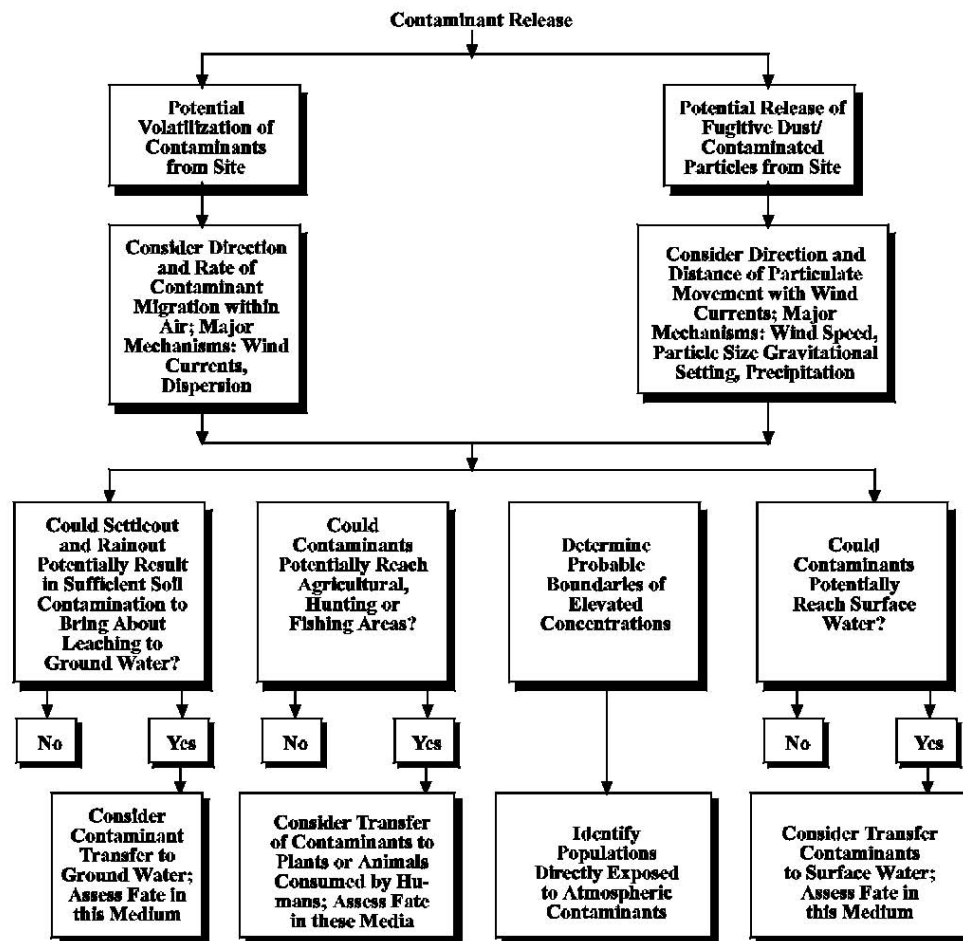 Contaminant Release
Potential
Volatilization of
Contaminants
from Site
Potential Release of
Fugitive Dust/
Contaminated
Particles from Site
Consider Direction
and Rate of
Contaminant
Migration within
Air; Major
Mechanisms: Wind
Currents,
Dispersion
Consider Direction and
Distance of Particulate
Movement with Wind
Currents; Major
Mechanisms: Wind Speed,
Particle Size Gravitational
Setting, Precipitation
Could Settleout
and Rainout
Potentially Result
in Sufficient Soil
Contamination to
Bring About
Leaching to
Ground Water?
Could
Contaminants
Potentially Reach
Agricultural,
Hunting or
Fishing Areas?
Determine
Probable
Boundaries of
Elevated
Concentrations
Could
Contaminants
Potentially
Reach Surface
Water?
No
Yes
No
Yes
No
Yes
Consider
Contaminant
Transfer to
Ground Water;
Assess Fate in
this Medium
Consider Transfer
of Contaminants to
Plants or Animals
Consumed by Hu-
mans; Assess Fate
in these Media
Identify
Populations
Directly Exposed
to Atmospheric
Contaminants
Consider Transfer
Contaminants
to Surface Water;
Assess Fate in
this Medium